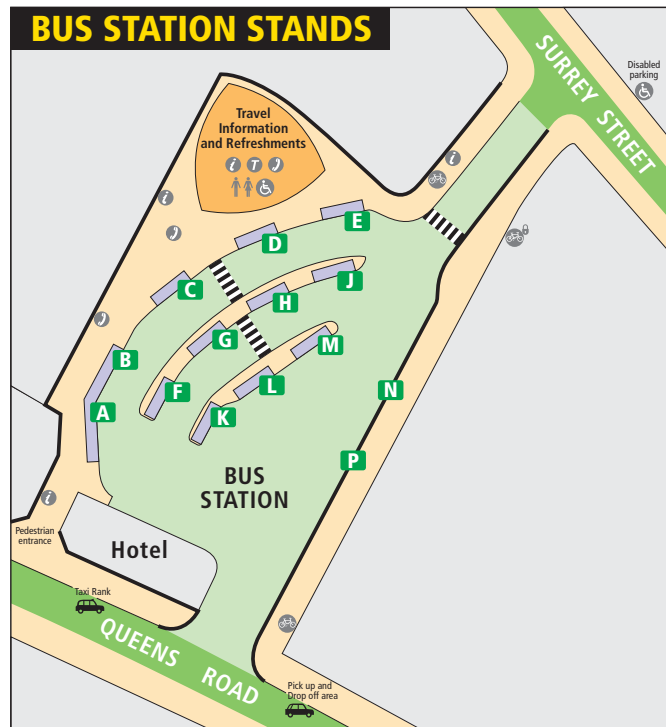 BUS STATION STANDS
SURREY STREET
Disabled
parking
Travel
Information
and Refreshments
i T
i
i
E
D
C
J
H
G
M
B
F
L
N
A
K
P
BUS
STATION
i
Pedestrian
entrance
Hotel
Taxi Rank
QUEENS ROAD
Pick up and
Drop off area